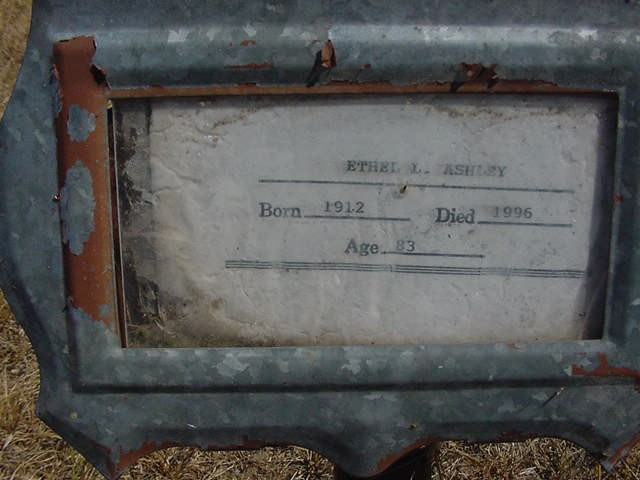 ETHEL L. ASHLEY
Born 1912 Died 1996
Age 83